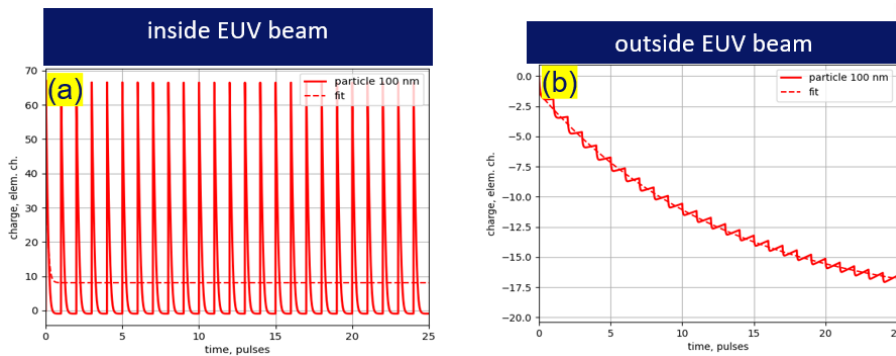 inside EUV beam
(a)
particle 100 nm
fit
70
60
50
40
30
20
10
0
charge, elem. ch.
0 5 10 15 20 25
time, pulses
outside EUV beam
(b)
particle 100 nm
fit
0.0
−2.5
−5.0
−7.5
−10.0
−12.5
−15.0
−17.5
−20.0
charge, elem. ch.
0 5 10 15 20 25
time, pulses